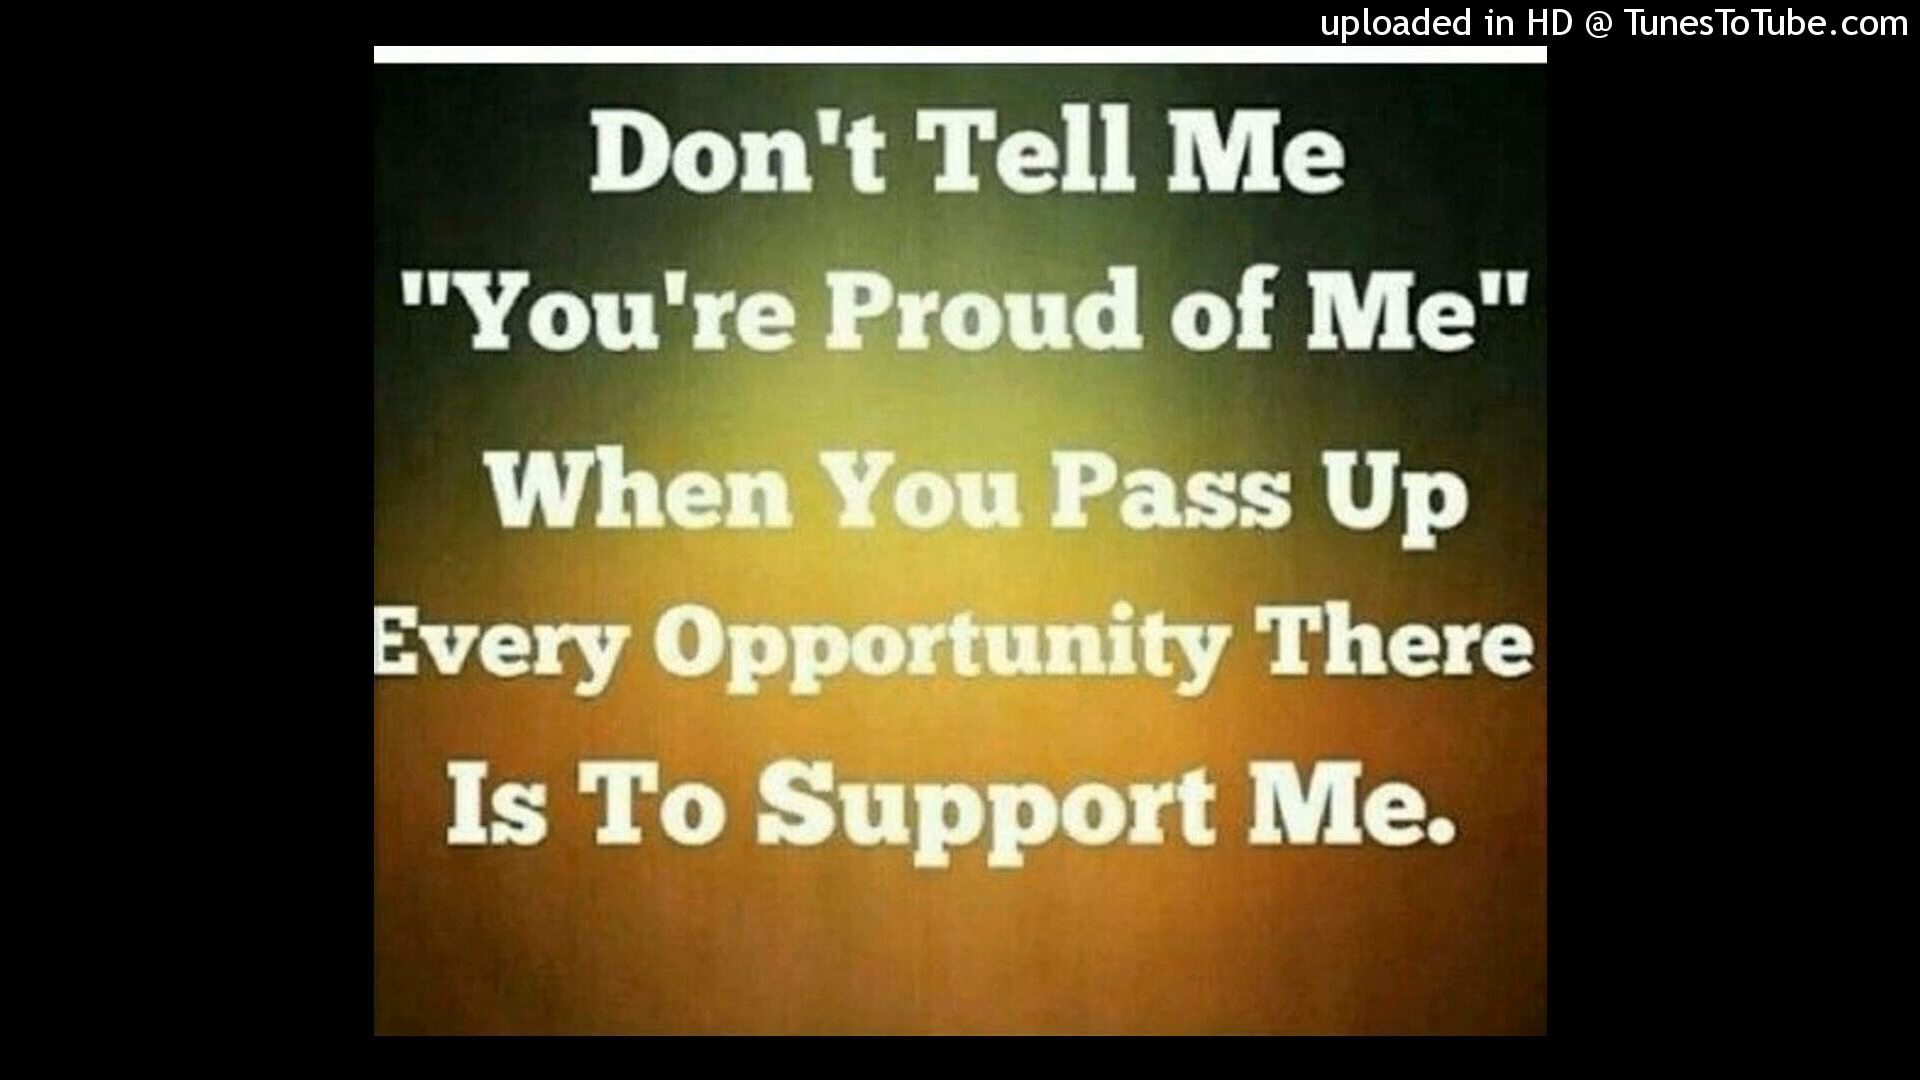 uploaded in HD @ TunesToTube.com
Don't Tell Me
"You're Proud of Me"
When You Pass Up
Every Opportunity There
Is To Support Me.